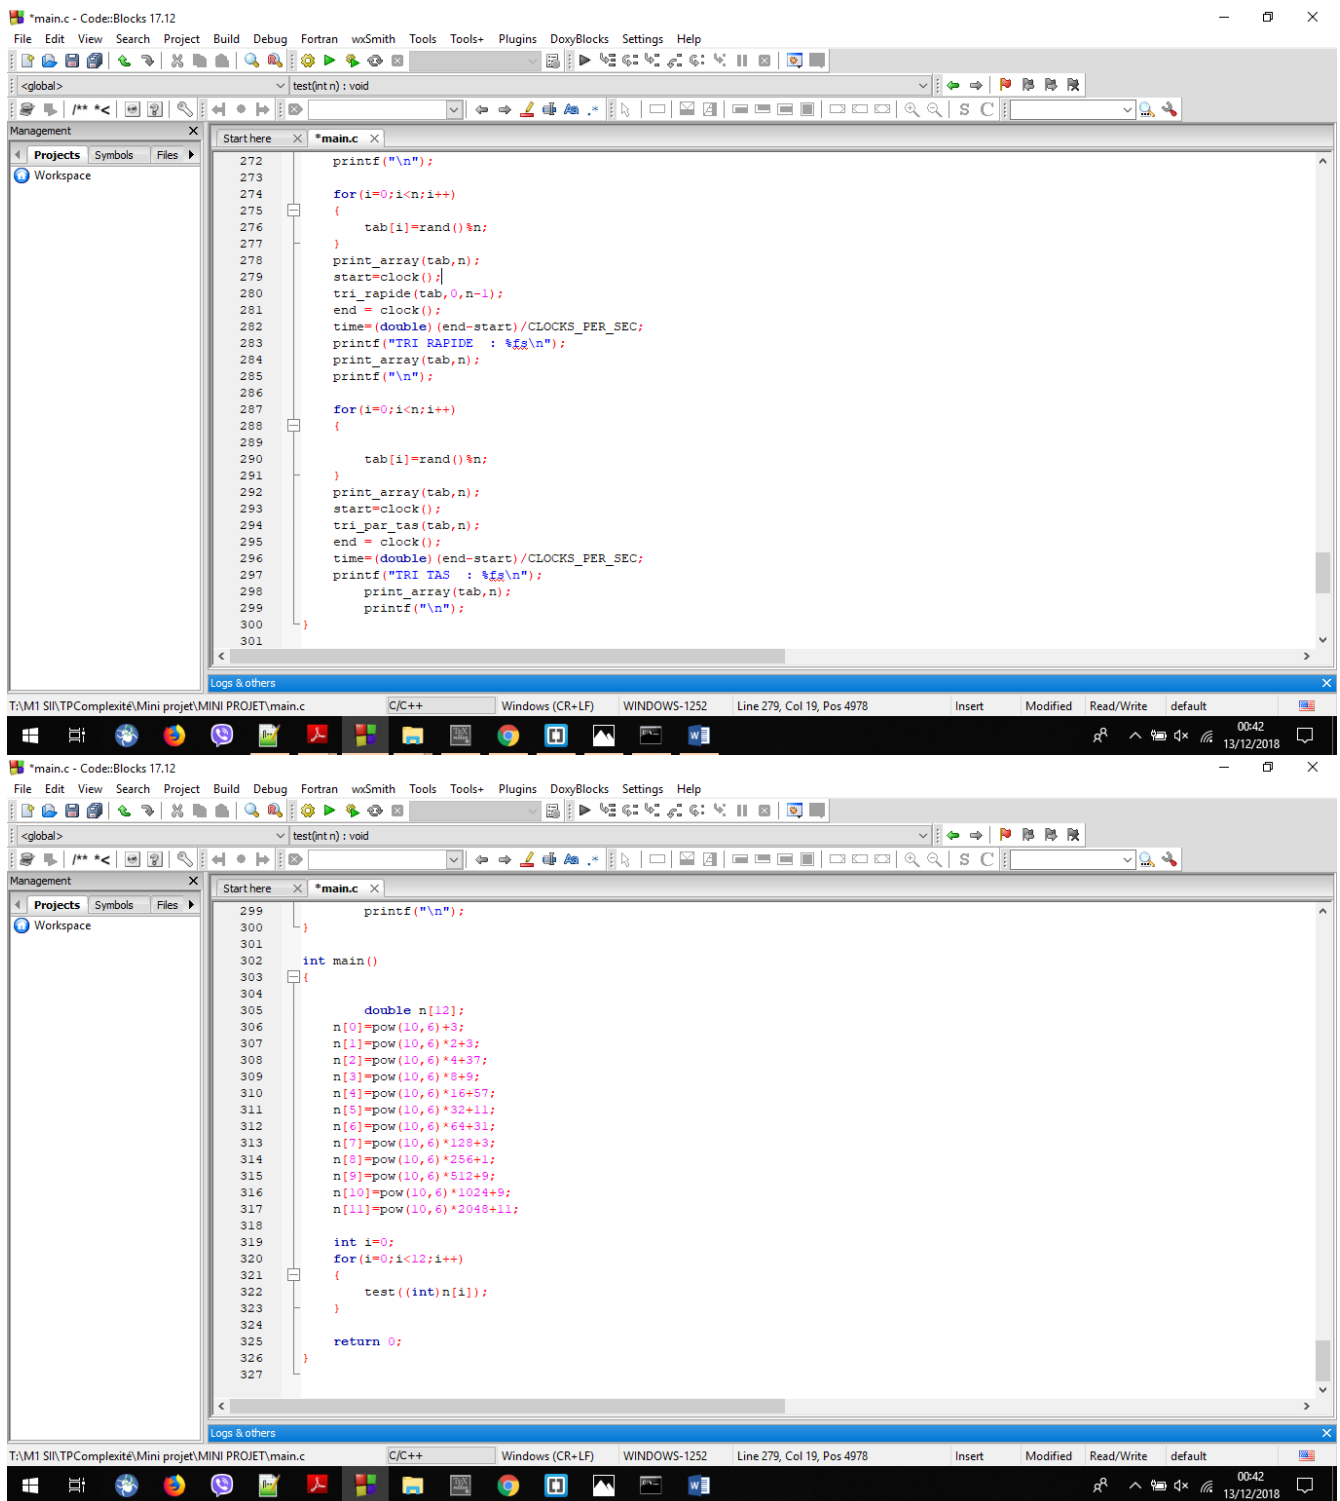 *main.c - Code::Blocks 17.12
File Edit View Search Project Build Debug Fortran wxSmith Tools Tools+ Plugins DoxyBlocks Settings Help
<global> test(int n) : void
/** *<
S C
Management
Start here *main.c
Projects Symbols Files
Workspace
272 printf("\n");
273
274 for(i=0;i<n;i++)
275 {
276 tab[i]=rand()%n;
277 }
278 print_array(tab,n);
279 start=clock();
280 tri_rapide(tab,0,n-1);
281 end = clock();
282 time=(double)(end-start)/CLOCKS_PER_SEC;
283 printf("TRI RAPIDE  : %fs\n");
284 print_array(tab,n);
285 printf("\n");
286
287 for(i=0;i<n;i++)
288 {
289
290 tab[i]=rand()%n;
291 }
292 print_array(tab,n);
293 start=clock();
294 tri_par_tas(tab,n);
295 end = clock();
296 time=(double)(end-start)/CLOCKS_PER_SEC;
297 printf("TRI TAS  : %fs\n");
298 print_array(tab,n);
299 printf("\n");
300 }
301
Logs & others
T:\M1 SII\TPComplexité\Mini projet\MINI PROJET\main.c C/C++ Windows (CR+LF) WINDOWS-1252 Line 279, Col 19, Pos 4978 Insert Modified Read/Write default
00:42
13/12/2018
*main.c - Code::Blocks 17.12
File Edit View Search Project Build Debug Fortran wxSmith Tools Tools+ Plugins DoxyBlocks Settings Help
<global> test(int n) : void
/** *<
S C
Management
Start here *main.c
Projects Symbols Files
Workspace
299 printf("\n");
300 }
301
302 int main()
303 {
304
305 double n[12];
306 n[0]=pow(10,6)+3;
307 n[1]=pow(10,6)*2+3;
308 n[2]=pow(10,6)*4+37;
309 n[3]=pow(10,6)*8+9;
310 n[4]=pow(10,6)*16+57;
311 n[5]=pow(10,6)*32+11;
312 n[6]=pow(10,6)*64+31;
313 n[7]=pow(10,6)*128+3;
314 n[8]=pow(10,6)*256+1;
315 n[9]=pow(10,6)*512+9;
316 n[10]=pow(10,6)*1024+9;
317 n[11]=pow(10,6)*2048+11;
318
319 int i=0;
320 for(i=0;i<12;i++)
321 {
322 test((int)n[i]);
323 }
324
325 return 0;
326 }
327
Logs & others
T:\M1 SII\TPComplexité\Mini projet\MINI PROJET\main.c C/C++ Windows (CR+LF) WINDOWS-1252 Line 279, Col 19, Pos 4978 Insert Modified Read/Write default
00:42
13/12/2018